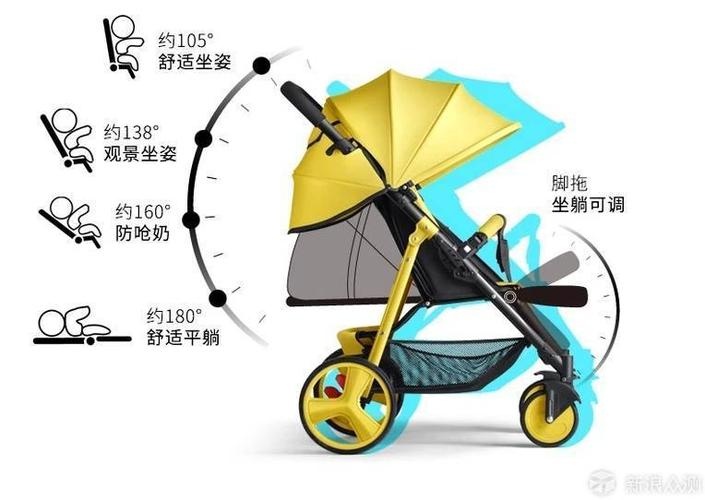 约105°
舒适坐姿
约138°
观景坐姿
约160°
防呛奶
约180°
舒适平躺
脚拖
坐躺可调
新浪众测